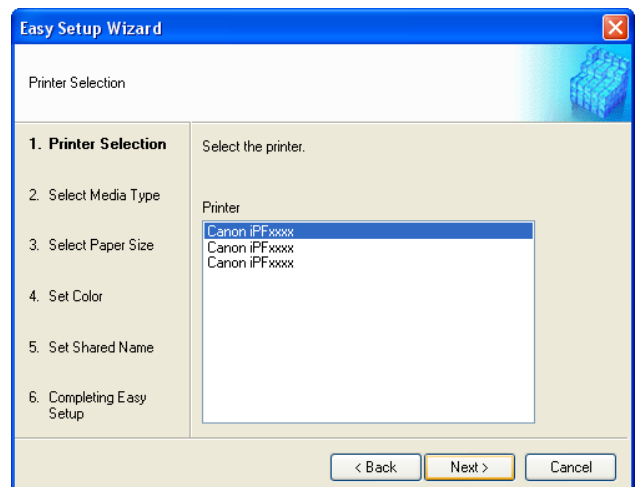 Easy Setup Wizard
Printer Selection
1. Printer Selection
2. Select Media Type
3. Select Paper Size
4. Set Color
5. Set Shared Name
6. Completing Easy
Setup
Select the printer.
Printer
Canon iPFxxxx
Canon iPFxxxx
Canon iPFxxxx
< Back
Next >
Cancel